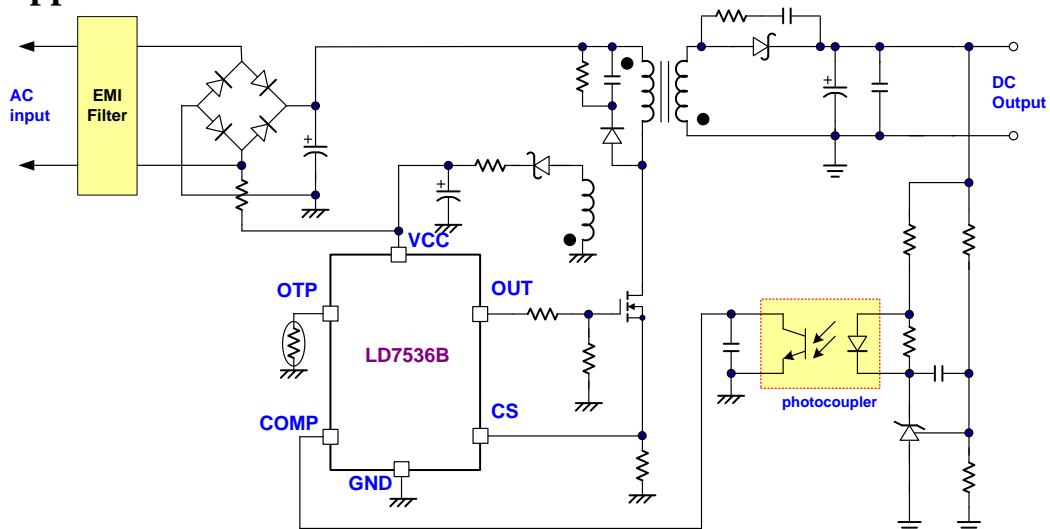 AC
input
EMI
Filter
DC
Output
VCC
OTP
OUT
LD7536B
COMP
CS
GND
photocoupler
+
+
+